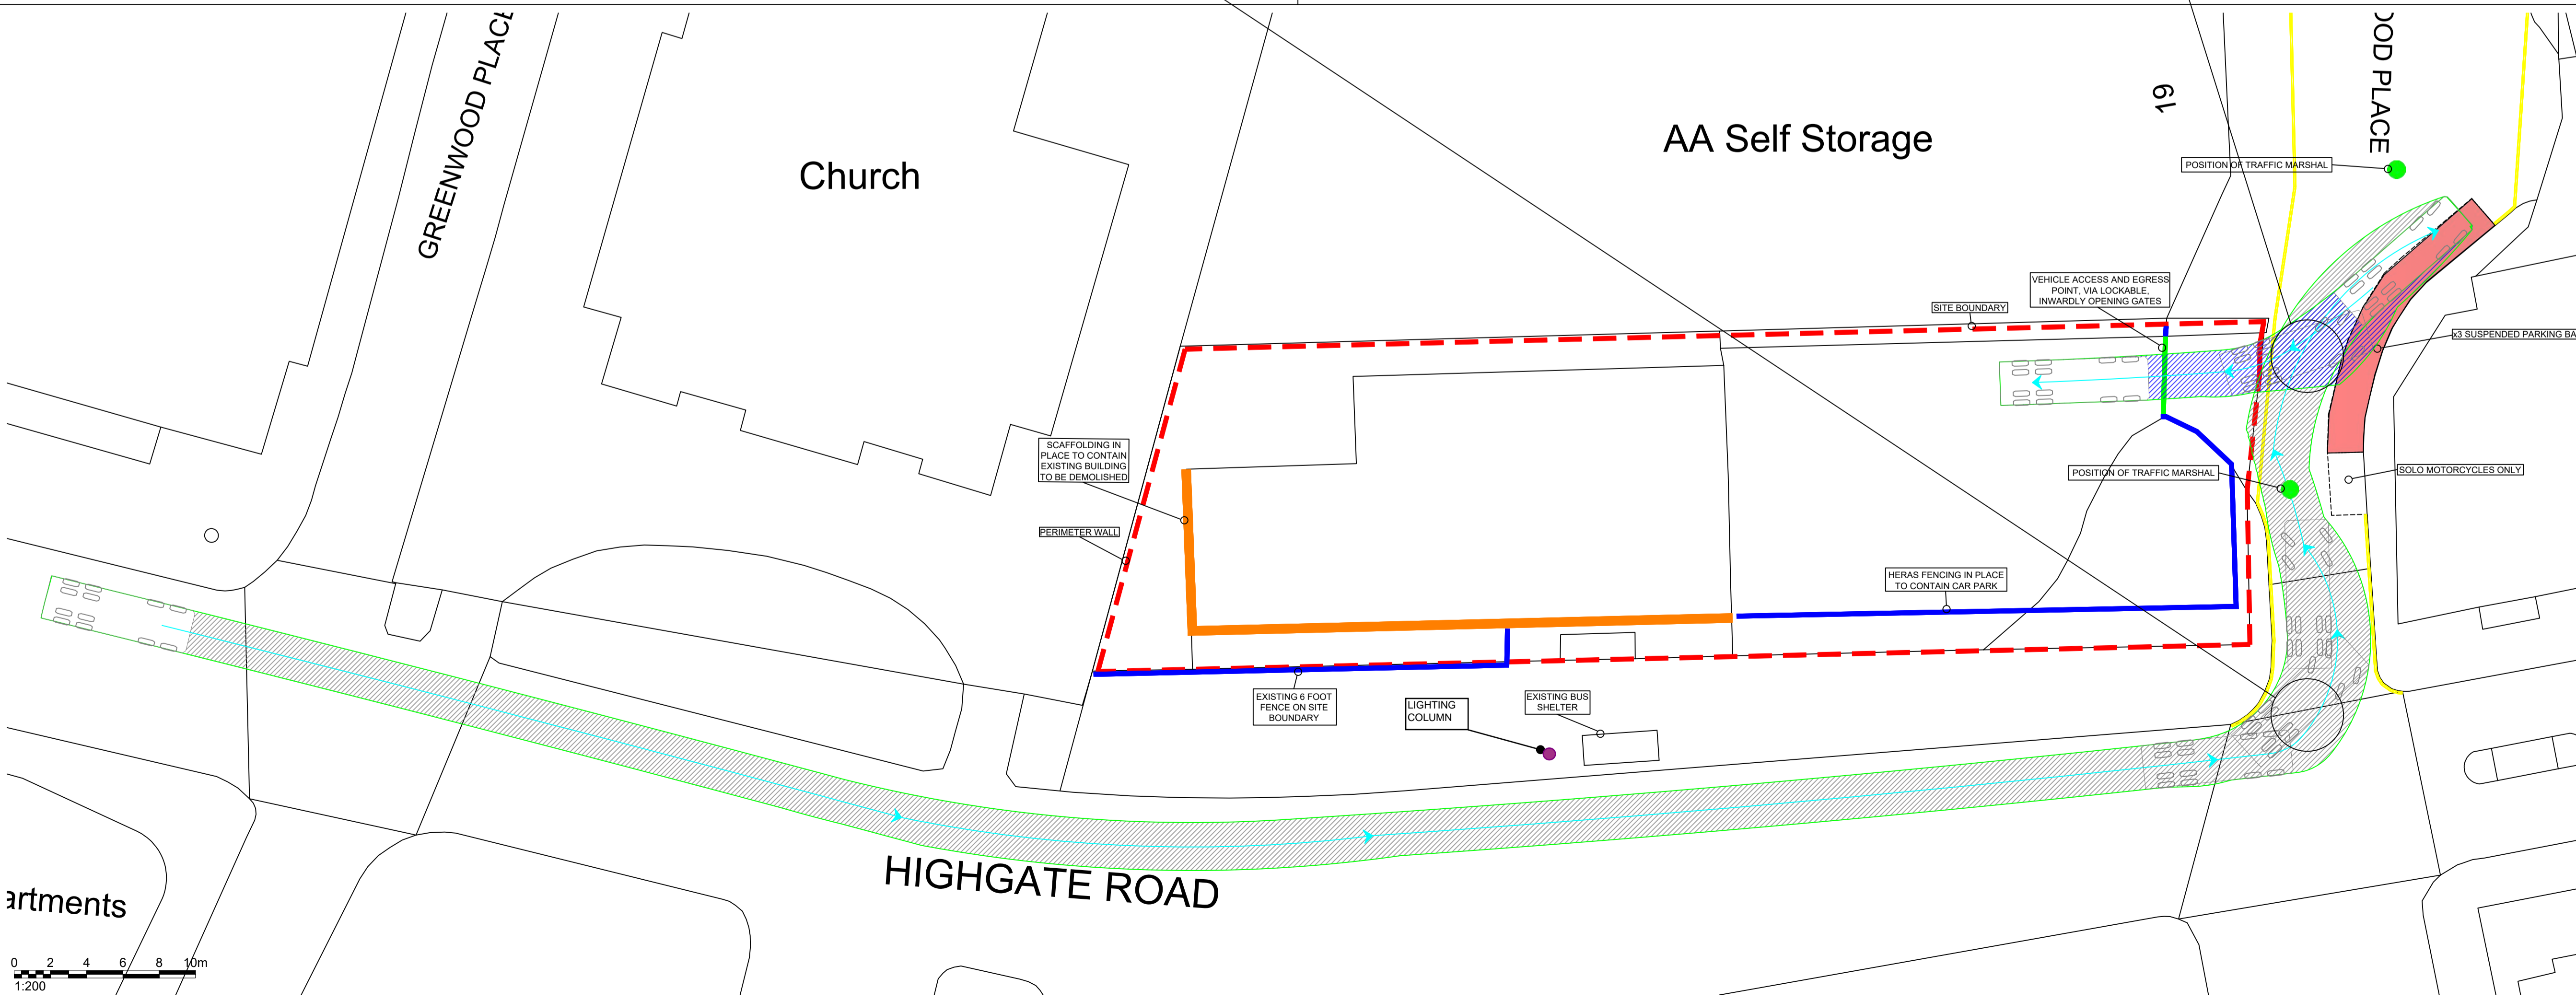 GREENWOOD PLACE
Church
AA Self Storage
19
OOD PLACE
POSITION OF TRAFFIC MARSHAL
VEHICLE ACCESS AND EGRESS
POINT, VIA LOCKABLE,
INWARDLY OPENING GATES
SITE BOUNDARY
x3 SUSPENDED PARKING BA
SCAFFOLDING IN
PLACE TO CONTAIN
EXISTING BUILDING
TO BE DEMOLISHED
POSITION OF TRAFFIC MARSHAL
SOLO MOTORCYCLES ONLY
PERIMETER WALL
HERAS FENCING IN PLACE
TO CONTAIN CAR PARK
EXISTING 6 FOOT
FENCE ON SITE
BOUNDARY
LIGHTING
COLUMN
EXISTING BUS
SHELTER
HIGHGATE ROAD
artments
0 2 4 6 8 10m
1:200